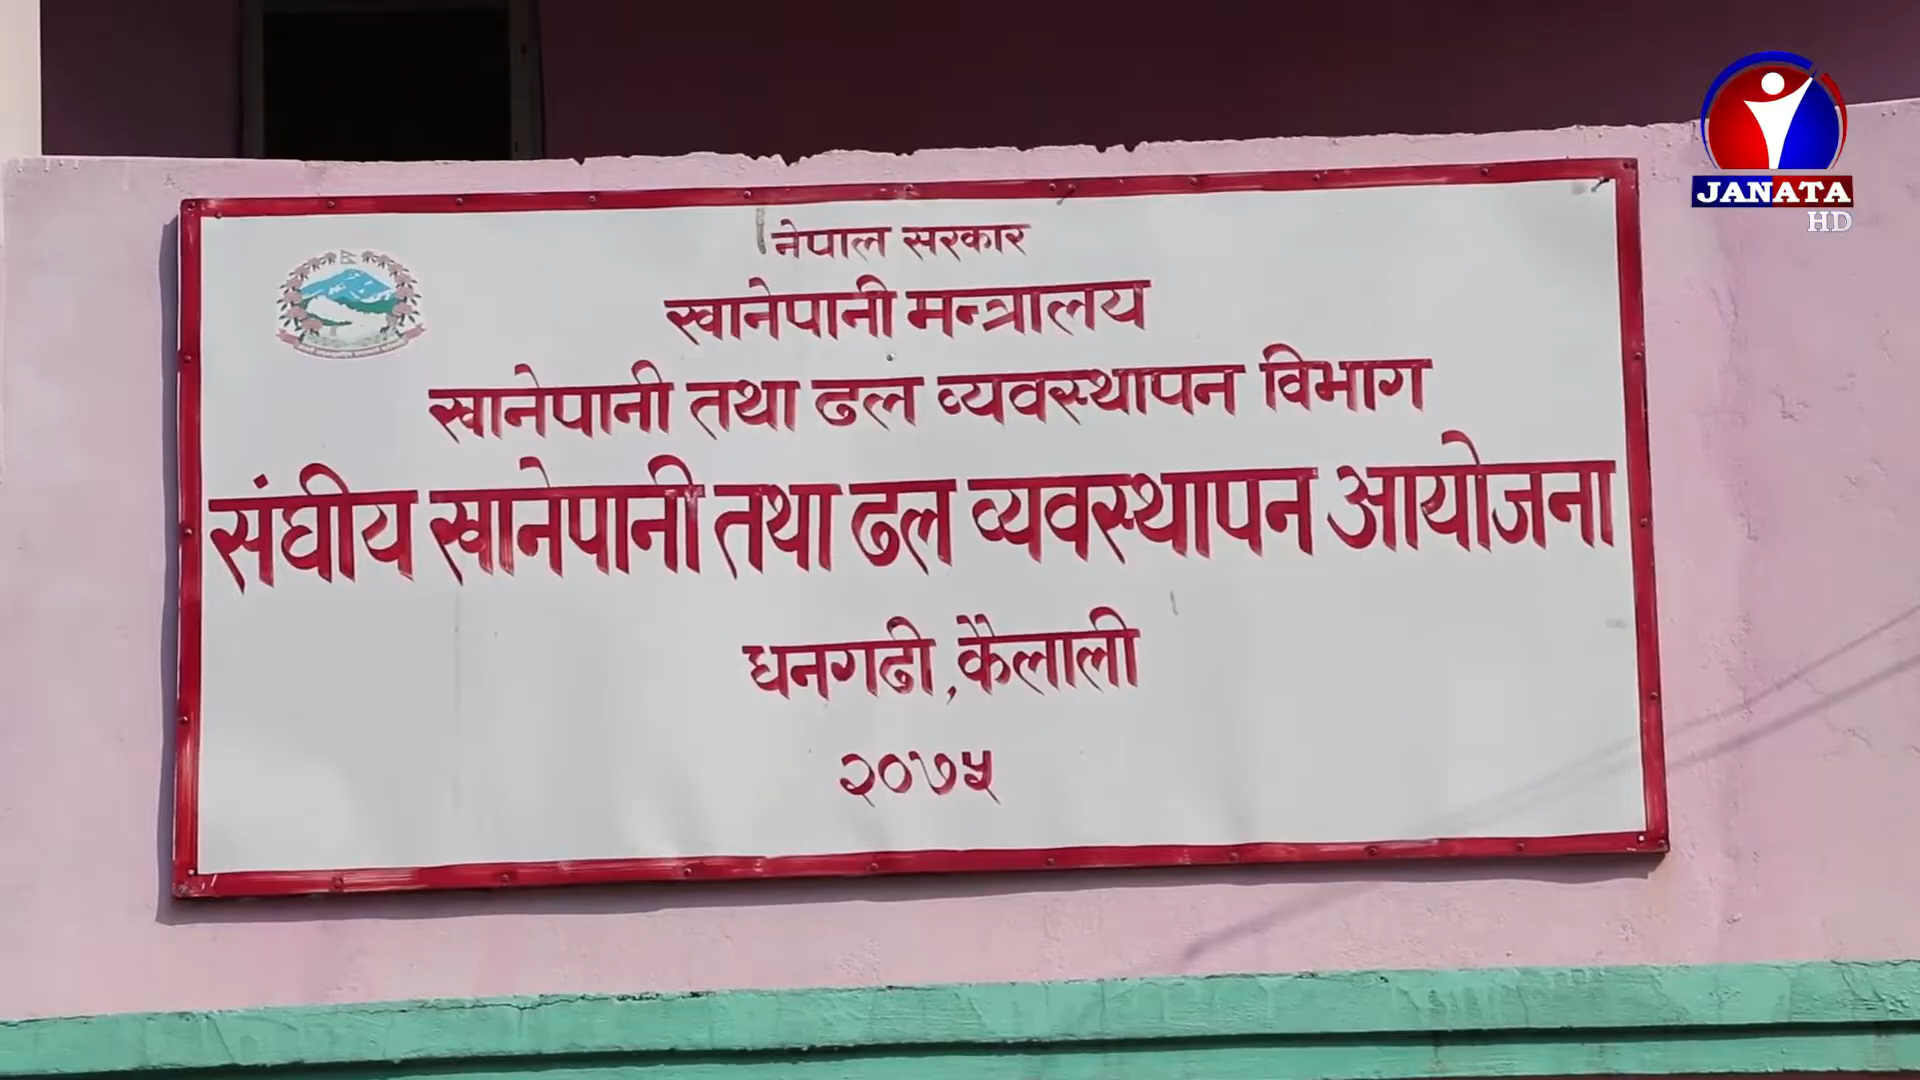 नेपाल सरकार
खानेपानी मन्त्रालय
खानेपानी तथा ढल व्यवस्थापन विभाग
संघीय खानेपानी तथा ढल व्यवस्थापन आयोजना
धनगढी, कैलाली
२०७५
JANATA
HD